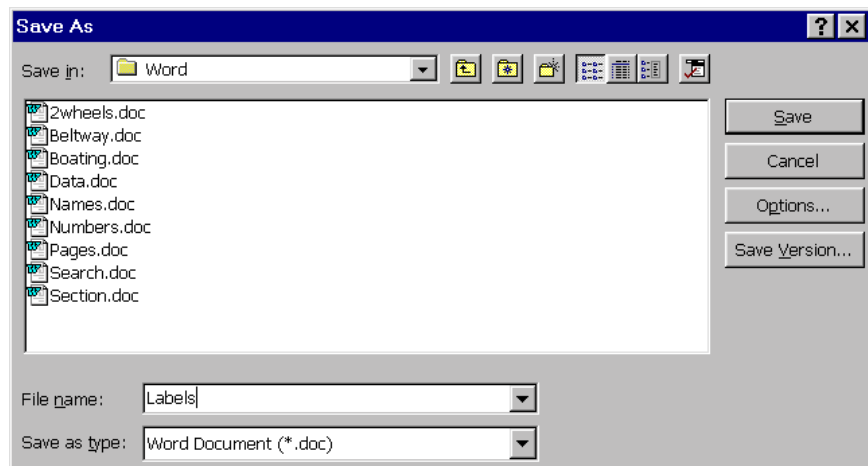 Save As
Save in: Word
2wheels.doc
Beltway.doc
Boating.doc
Data.doc
Names.doc
Numbers.doc
Pages.doc
Search.doc
Section.doc
Save
Cancel
Options...
Save Version...
File name: Labels
Save as type: Word Document (*.doc)